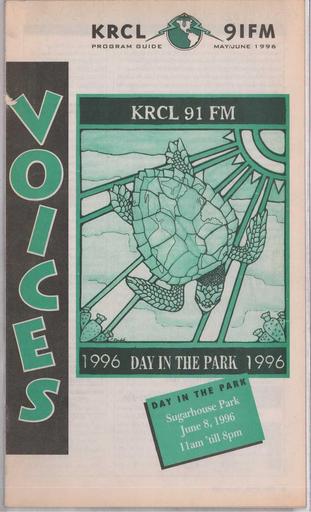 KRCL 91FM
PROGRAM GUIDE MAY/JUNE 1996
VOICES
KRCL 91 FM
1996 DAY IN THE PARK 1996
DAY IN THE PARK
Sugarhouse Park
June 8, 1996
11am 'till 8pm